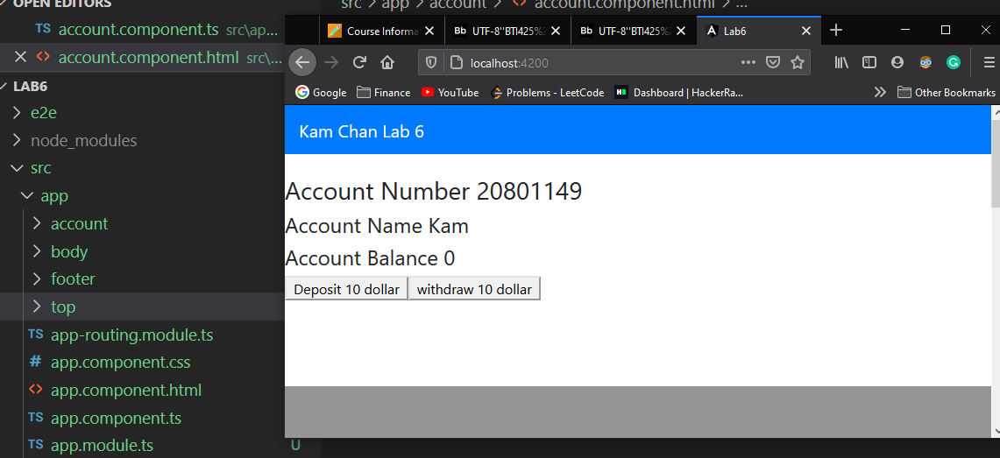 OPEN EDITORS
TS account.component.ts src\ap...
account.component.html src\...
LAB6
e2e
node_modules
src
app
account
body
footer
top
TS app-routing.module.ts
# app.component.css
<> app.component.html
TS app.component.ts
TS app.module.ts
U
src > app > account > <> account.component.html > ...
Course Informa
Bb UTF-8''BTI425%2
Bb UTF-8''BTI425%2
Lab6
localhost:4200
Google
Finance
YouTube
Problems - LeetCode
Dashboard | HackerRa...
Other Bookmarks
Kam Chan Lab 6
Account Number 20801149
Account Name Kam
Account Balance 0
Deposit 10 dollar
withdraw 10 dollar